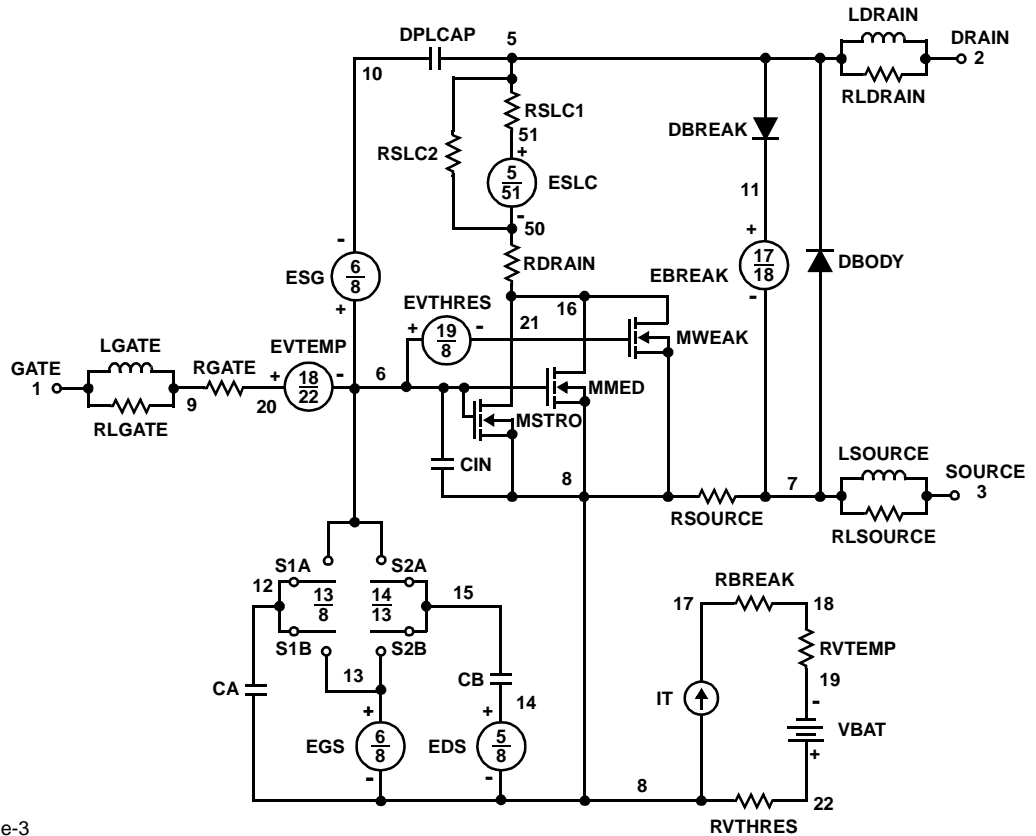 LDRAIN
DPLCAP 5 DRAIN
10 2
RLDRAIN
RSLC1
DBREAK
51
RSLC2 +
5
51 ESLC
11
-
50
- +
RDRAIN
17
18 DBODY
6
8
ESG EBREAK
+ EVTHRES 16 -
+ 19
8 - 21
MWEAK
LGATE EVTEMP
GATE RGATE + 18
22 - 6
MMED
1
9 20
MSTRO
RLGATE
LSOURCE
CIN SOURCE
8 7
3
RSOURCE
RLSOURCE
S1A S2A
12 13
8 14
13 15 RBREAK
17 18
S1B S2B
RVTEMP
13
CB 19
CA
14 IT -
+ +
VBAT
EGS 6
8 EDS 5
8 +
- -
8
22
RVTHRES
e-3